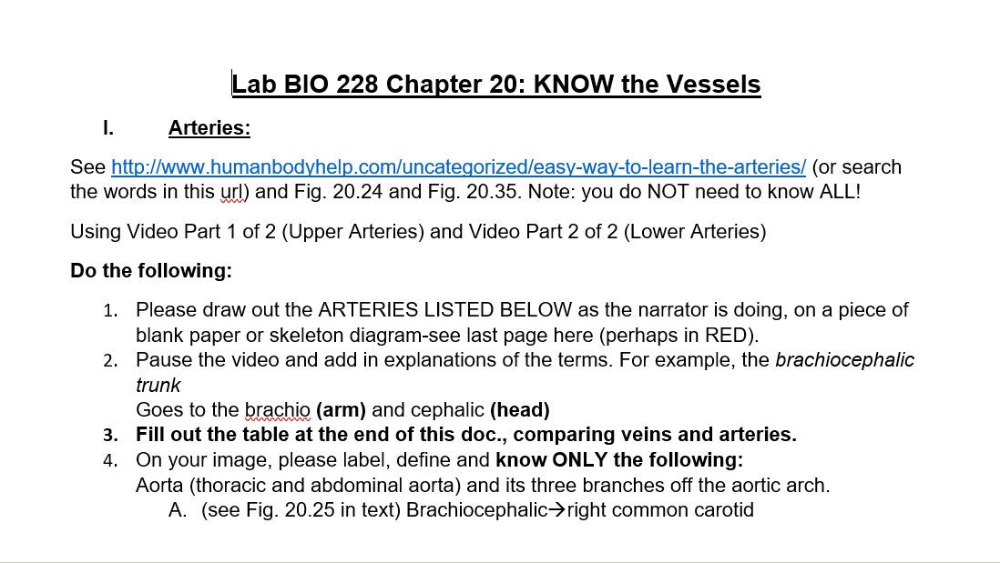 Lab BIO 228 Chapter 20: KNOW the Vessels
I. Arteries:
See http://www.humanbodyhelp.com/uncategorized/easy-way-to-learn-the-arteries/ (or search
the words in this url) and Fig. 20.24 and Fig. 20.35. Note: you do NOT need to know ALL!
Using Video Part 1 of 2 (Upper Arteries) and Video Part 2 of 2 (Lower Arteries)
Do the following:
1. Please draw out the ARTERIES LISTED BELOW as the narrator is doing, on a piece of
blank paper or skeleton diagram-see last page here (perhaps in RED).
2. Pause the video and add in explanations of the terms. For example, the brachiocephalic
trunk
Goes to the brachio (arm) and cephalic (head)
3. Fill out the table at the end of this doc., comparing veins and arteries.
4. On your image, please label, define and know ONLY the following:
Aorta (thoracic and abdominal aorta) and its three branches off the aortic arch.
A. (see Fig. 20.25 in text) Brachiocephalic→right common carotid